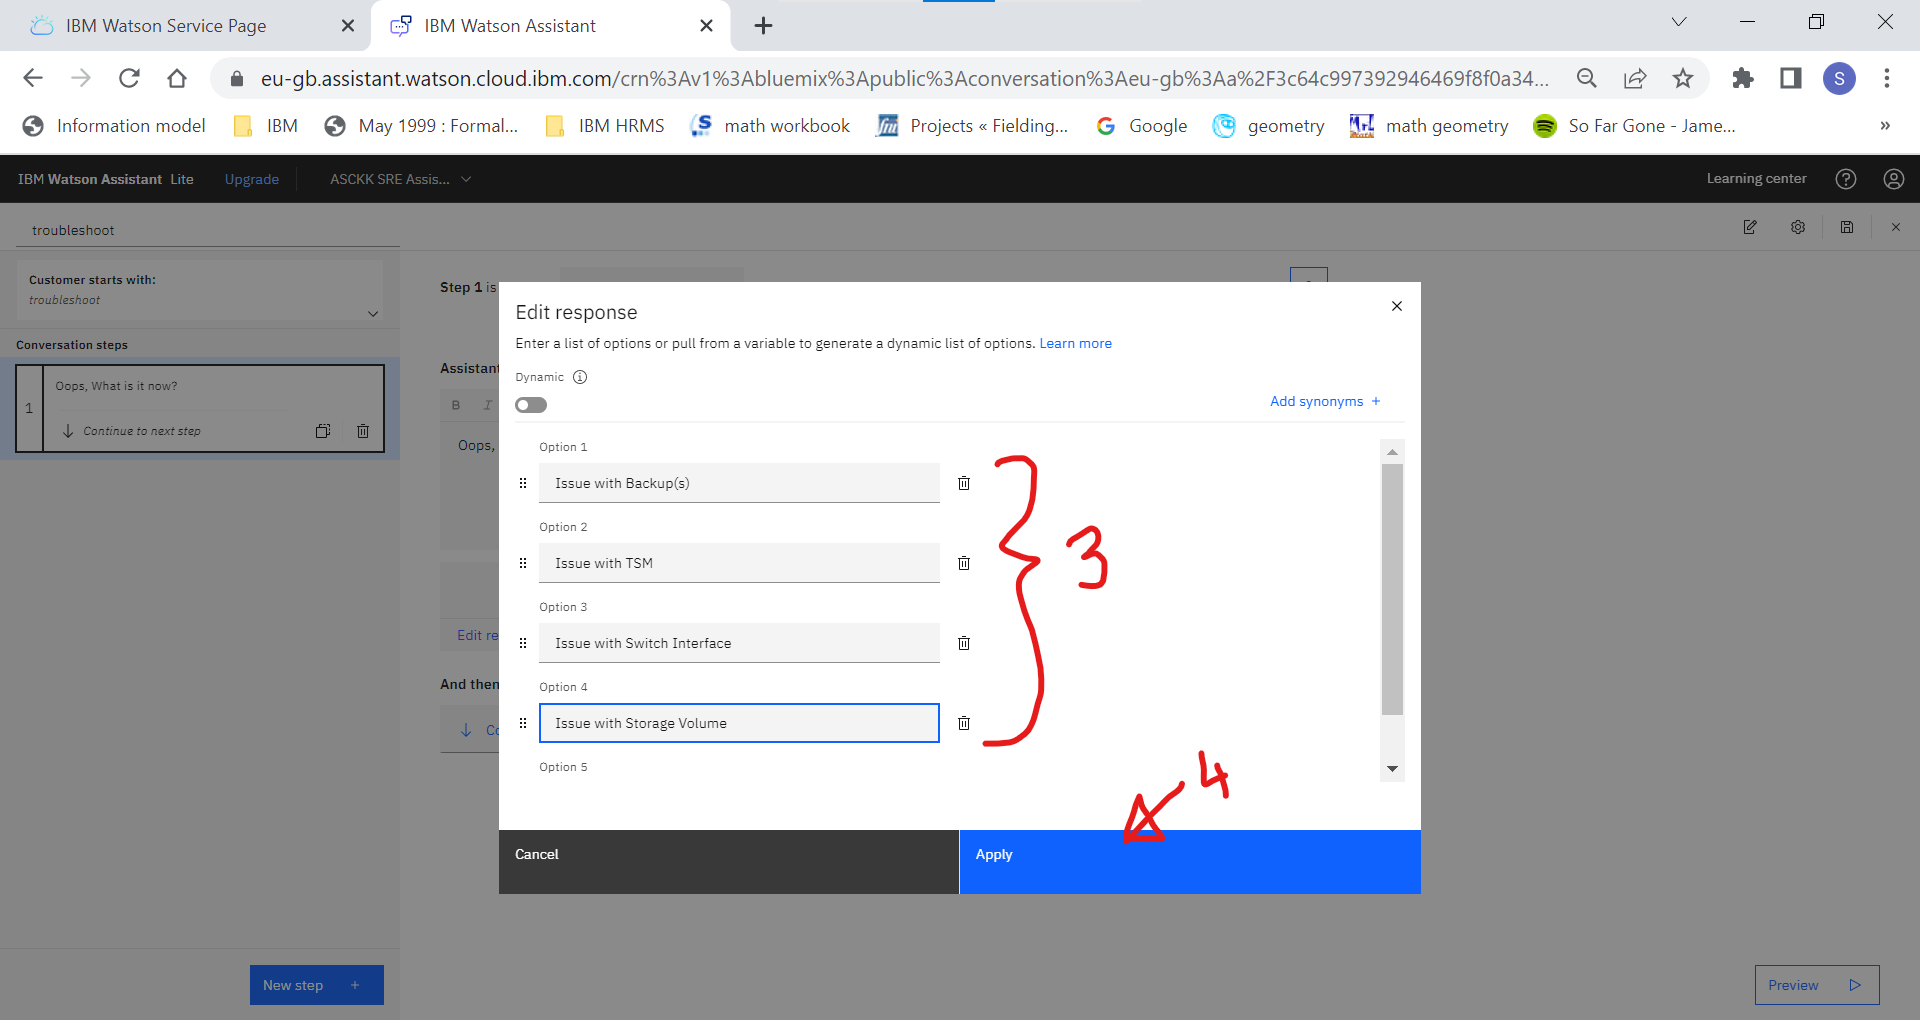 IBM Watson Service Page
IBM Watson Assistant
eu-gb.assistant.watson.cloud.ibm.com/crn%3Av1%3Abluemix%3Apublic%3Aconversation%3Aeu-gb%3Aa%2F3c64c997392946469f8f0a34...
S
Information model
IBM
May 1999 : Formal...
IBM HRMS
math workbook
Projects « Fielding...
Google
geometry
math geometry
So Far Gone - Jame...
»
IBM Watson Assistant Lite
Upgrade
ASCKK SRE Assis...
Learning center
troubleshoot
Customer starts with:
troubleshoot
Conversation steps
1
Oops, What is it now?
Continue to next step
New step +
Step 1 is
Assistant
B I
Oops,
Edit re
And then
Co
Edit response
Enter a list of options or pull from a variable to generate a dynamic list of options. Learn more
Dynamic
Add synonyms +
Option 1
Issue with Backup(s)
Option 2
Issue with TSM
Option 3
Issue with Switch Interface
Option 4
Issue with Storage Volume
Option 5
3
4
Cancel
Apply
Preview